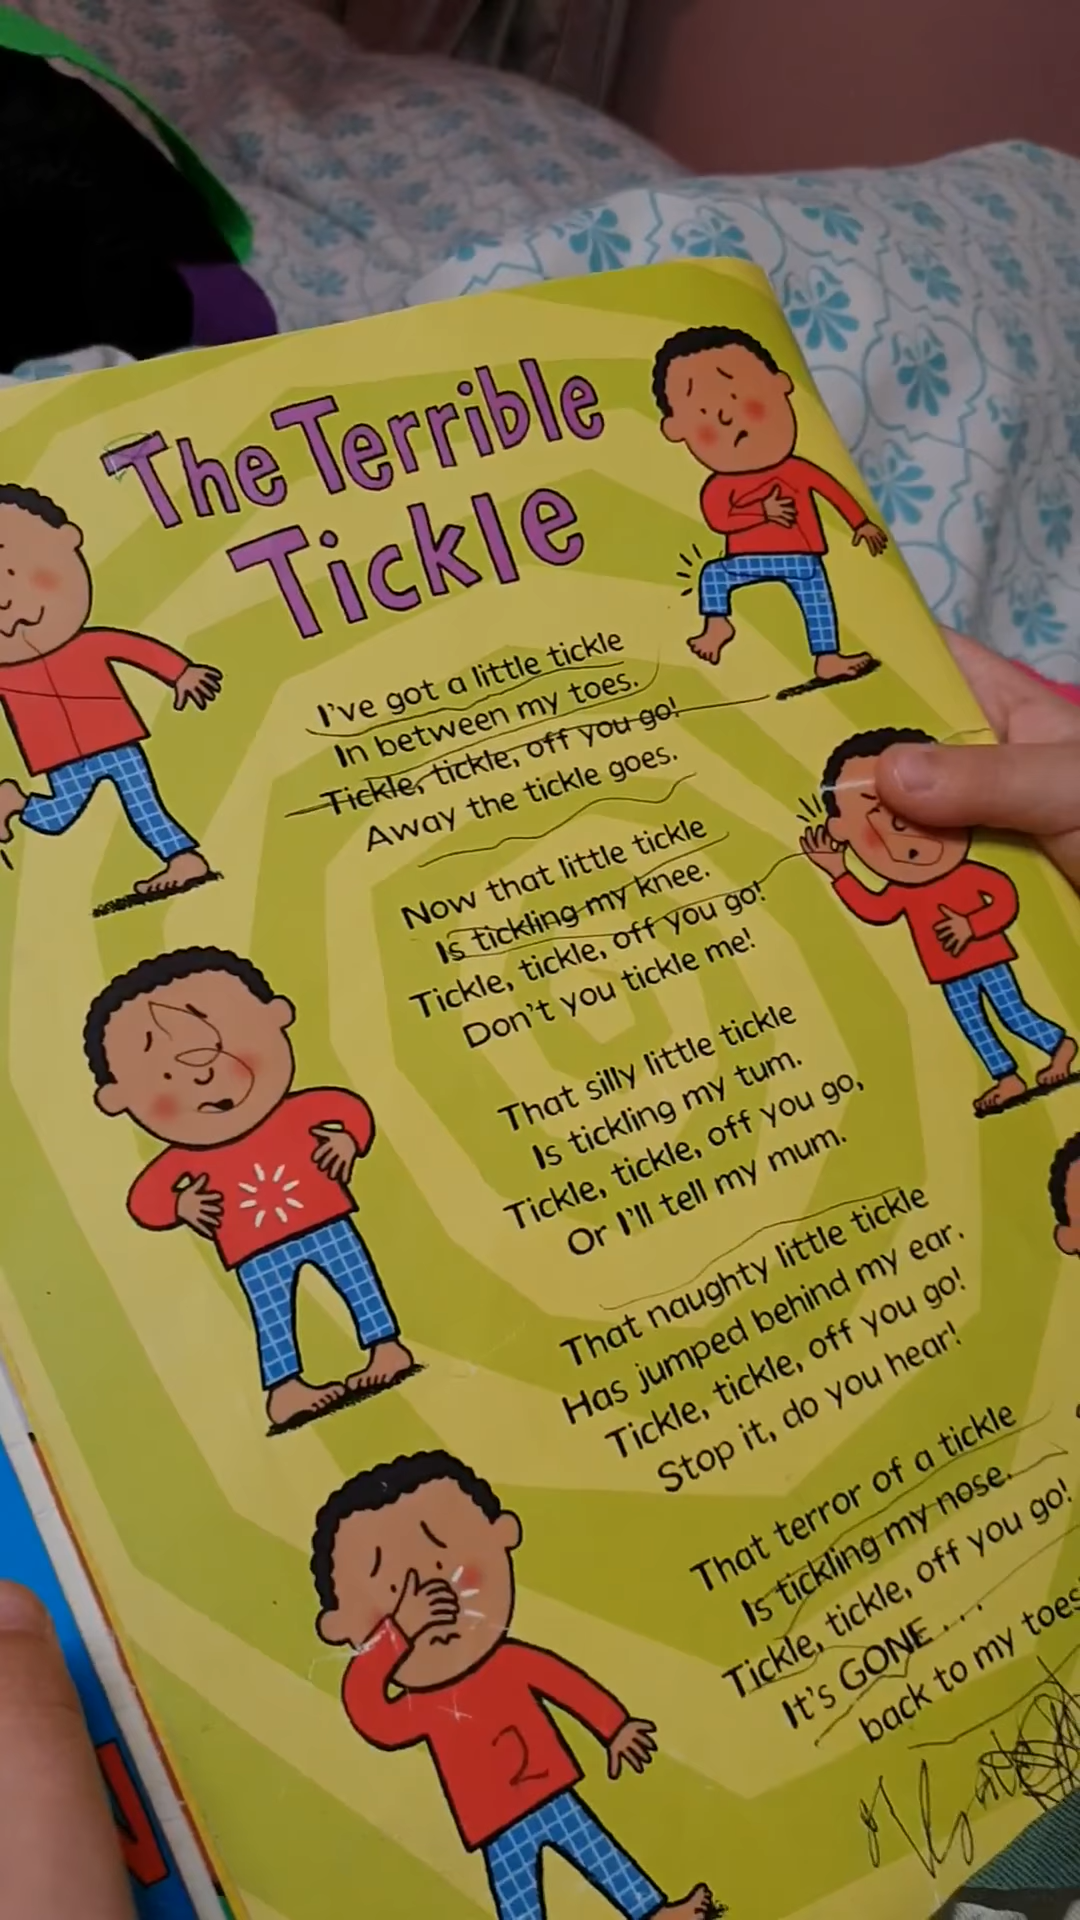 The Terrible
Tickle
I've got a little tickle
In between my toes.
Tickle, tickle, off you go!
Away the tickle goes.
Now that little tickle
Is tickling my knee.
Tickle, tickle, off you go!
Don't you tickle me!
That silly little tickle
Is tickling my tum.
Tickle, tickle, off you go,
Or I'll tell my mum.
That naughty little tickle
Has jumped behind my ear.
Tickle, tickle, off you go!
Stop it, do you hear!
That terror of a tickle
Is tickling my nose.
Tickle, tickle, off you go!
It's GONE . . .
back to my toes
2